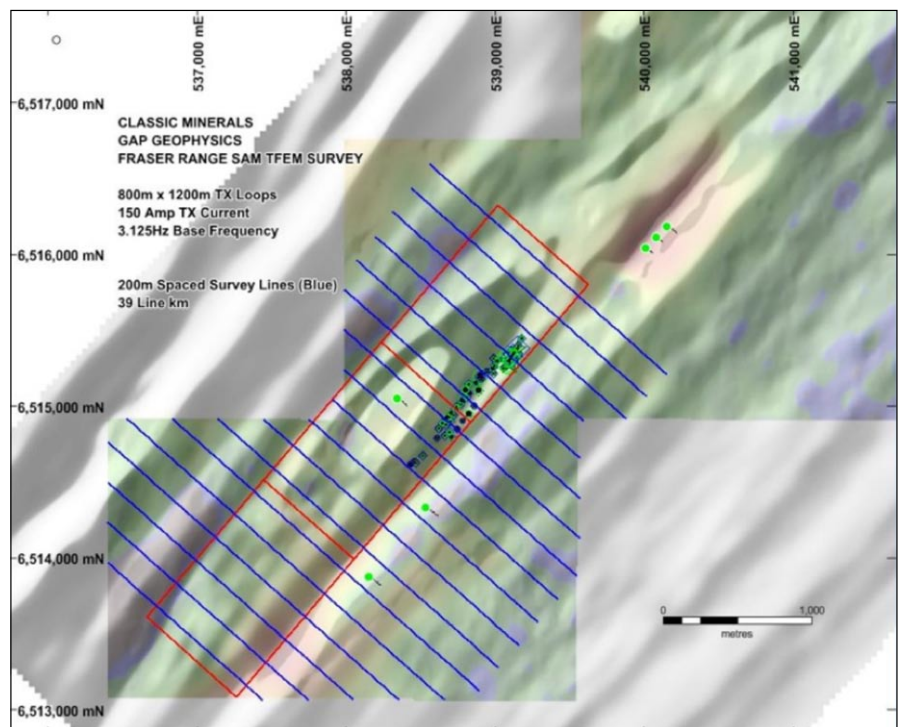 537,000 mE
538,000 mE
539,000 mE
540,000 mE
541,000 mE
6,517,000 mN
CLASSIC MINERALS
GAP GEOPHYSICS
FRASER RANGE SAM TFEM SURVEY
800m x 1200m TX Loops
150 Amp TX Current
3.125Hz Base Frequency
6,516,000 mN
200m Spaced Survey Lines (Blue)
39 Line km
6,515,000 mN
6,514,000 mN
0
1,000
metres
6,513,000 mN